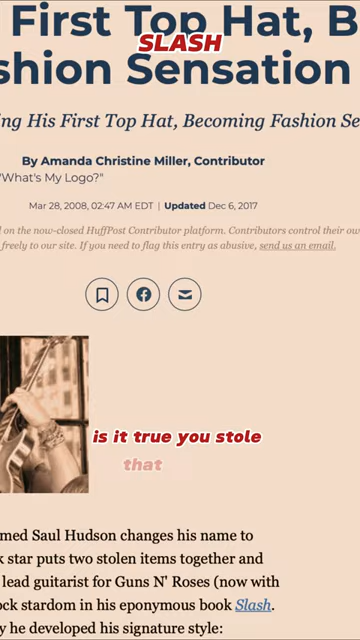 First Top Hat, B
SLASH
shion Sensation
ng His First Top Hat, Becoming Fashion Se
By Amanda Christine Miller, Contributor
"What's My Logo?"
Mar 28, 2008, 02:47 AM EDT | Updated Dec 6, 2017
d on the now-closed HuffPost Contributor platform. Contributors control their ow
freely to our site. If you need to flag this entry as abusive, send us an email.
is it true you stole
that
med Saul Hudson changes his name to
k star puts two stolen items together and
lead guitarist for Guns N' Roses (now with
ock stardom in his eponymous book Slash.
y he developed his signature style: